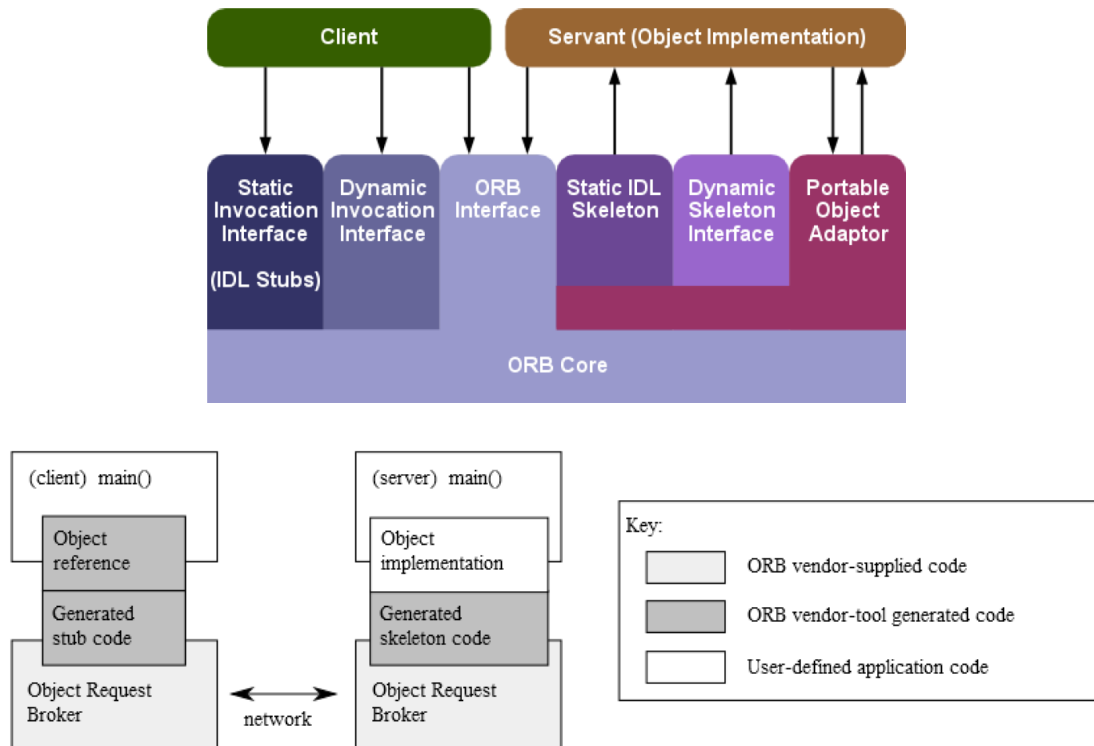 Client
Servant (Object Implementation)
Static
Invocation
Interface
(IDL Stubs)
Dynamic
Invocation
Interface
ORB
Interface
Static IDL
Skeleton
Dynamic
Skeleton
Interface
Portable
Object
Adaptor
ORB Core
(client) main()
Object
reference
Generated
stub code
Object Request
Broker
network
(server) main()
Object
implementation
Generated
skeleton code
Object Request
Broker
Key:
ORB vendor-supplied code
ORB vendor-tool generated code
User-defined application code